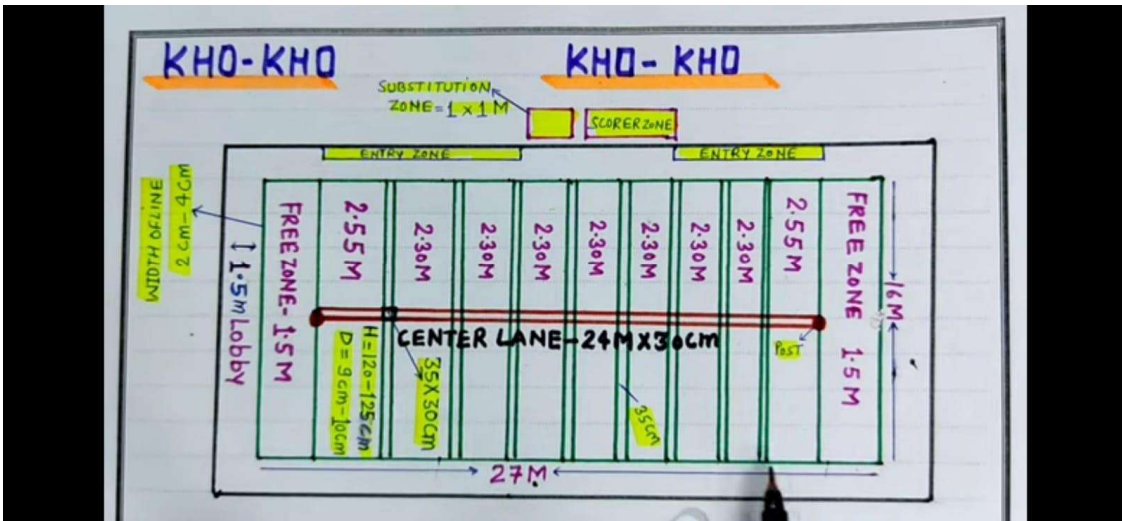 KHO-KHO
KHO-KHO
SUBSTITUTION
ZONE=1 x 1 M
SCORER ZONE
ENTRY ZONE
ENTRY ZONE
WIDTH OF LINE
2cm-4cm
1.5m Lobby
FREE ZONE-1.5M
2.55M
2.30M
2.30M
2.30M
2.30M
2.30M
2.30M
2.30M
2.55M
FREE ZONE 1.5M
16M
CENTER LANE-24MX30cm
POST
H=120-125cm
D=9cm-10cm
35X30cm
35cm
27M